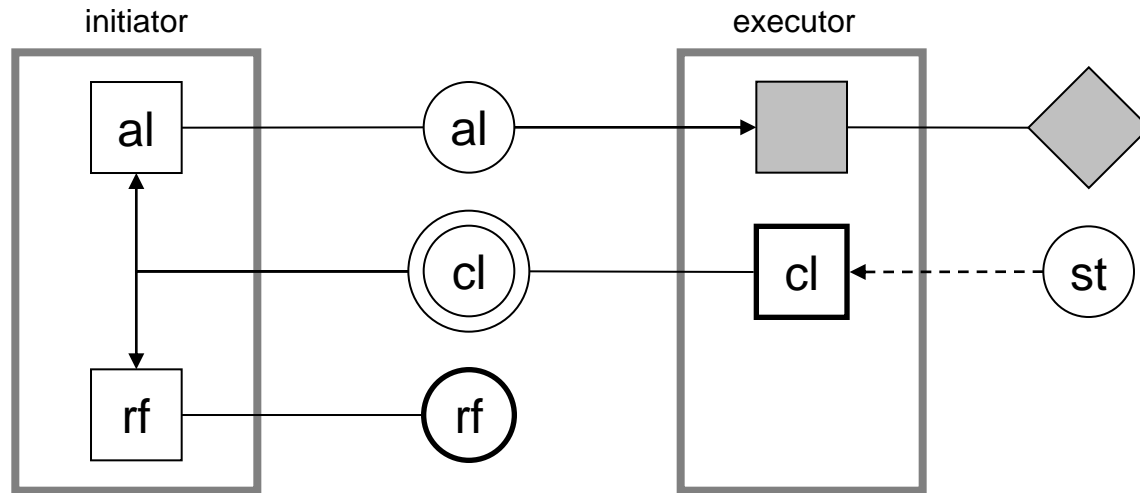 initiator
executor
al
al
cl
cl
st
rf
rf